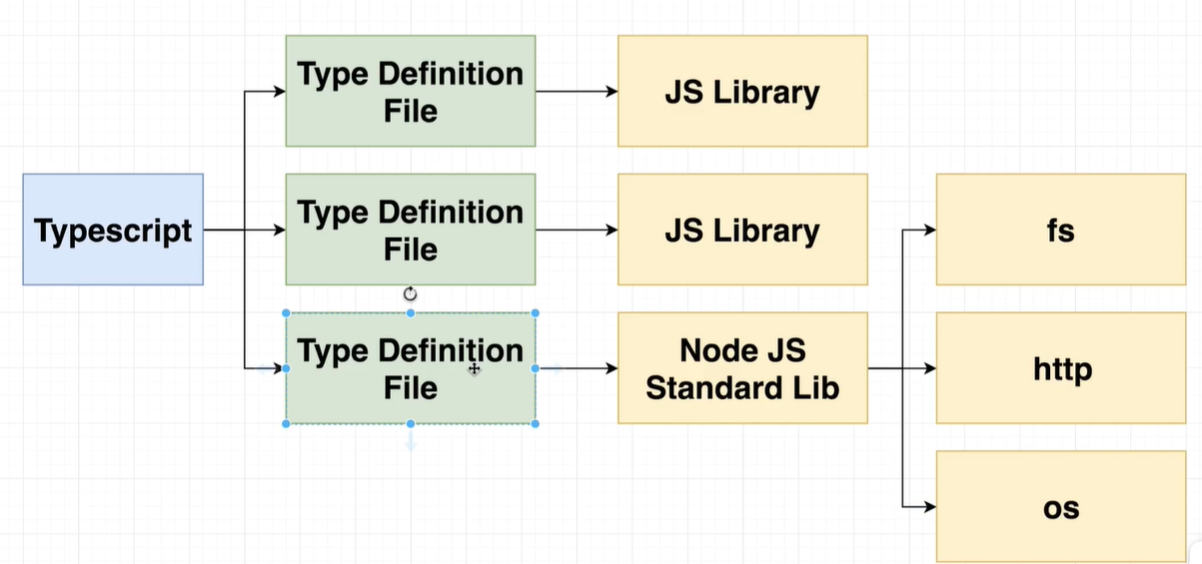 Type Definition
File
JS Library
Typescript
Type Definition
File
JS Library
fs
Type Definition
File
Node JS
Standard Lib
http
os